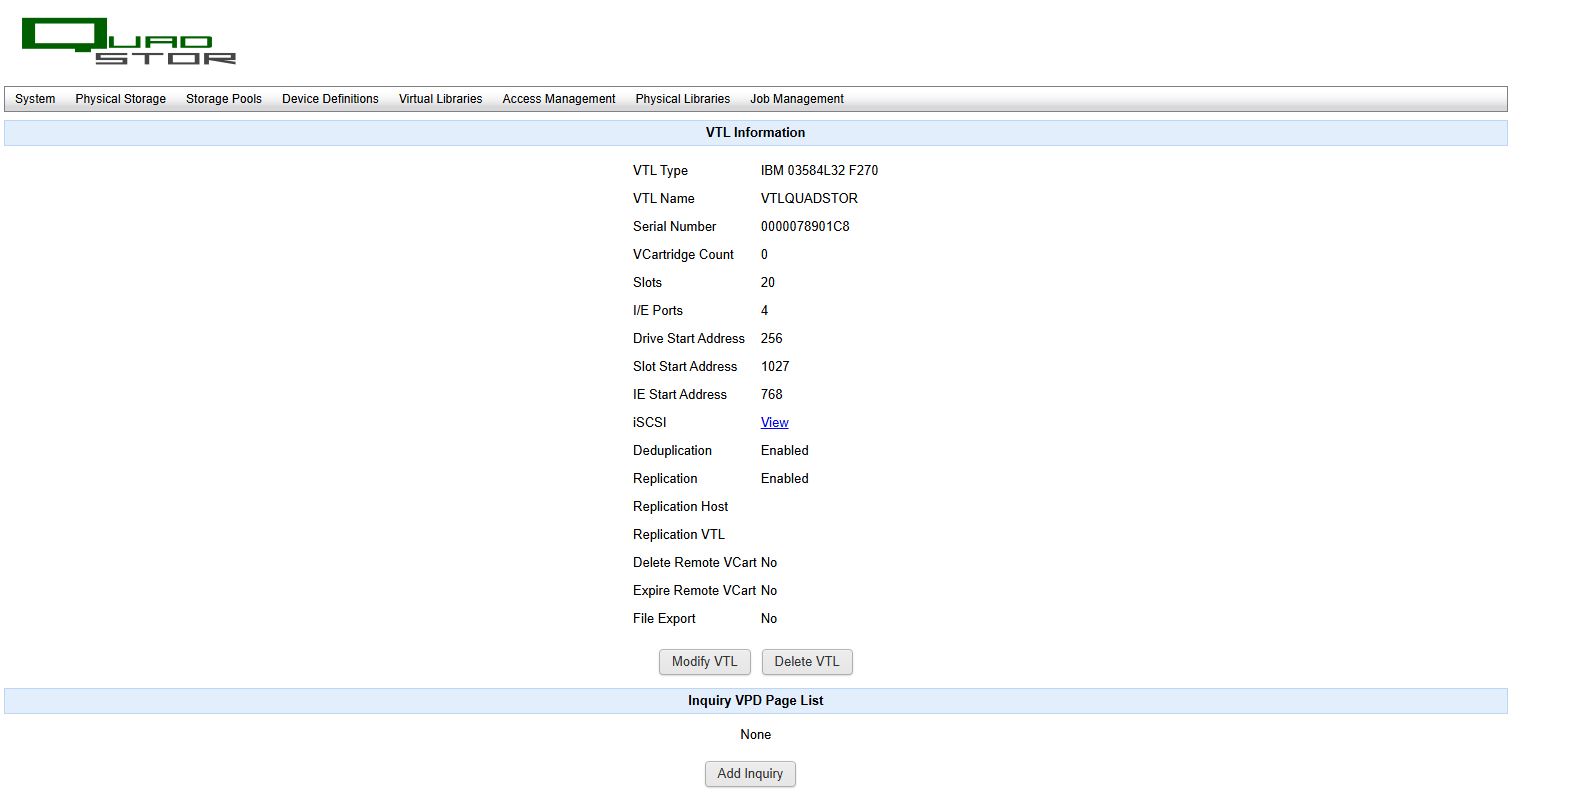 QUAD
STOR
System Physical Storage Storage Pools Device Definitions Virtual Libraries Access Management Physical Libraries Job Management
VTL Information
VTL Type IBM 03584L32 F270
VTL Name VTLQUADSTOR
Serial Number 0000078901C8
VCartridge Count 0
Slots 20
I/E Ports 4
Drive Start Address 256
Slot Start Address 1027
IE Start Address 768
iSCSI View
Deduplication Enabled
Replication Enabled
Replication Host
Replication VTL
Delete Remote VCart No
Expire Remote VCart No
File Export No
Modify VTL Delete VTL
Inquiry VPD Page List
None
Add Inquiry